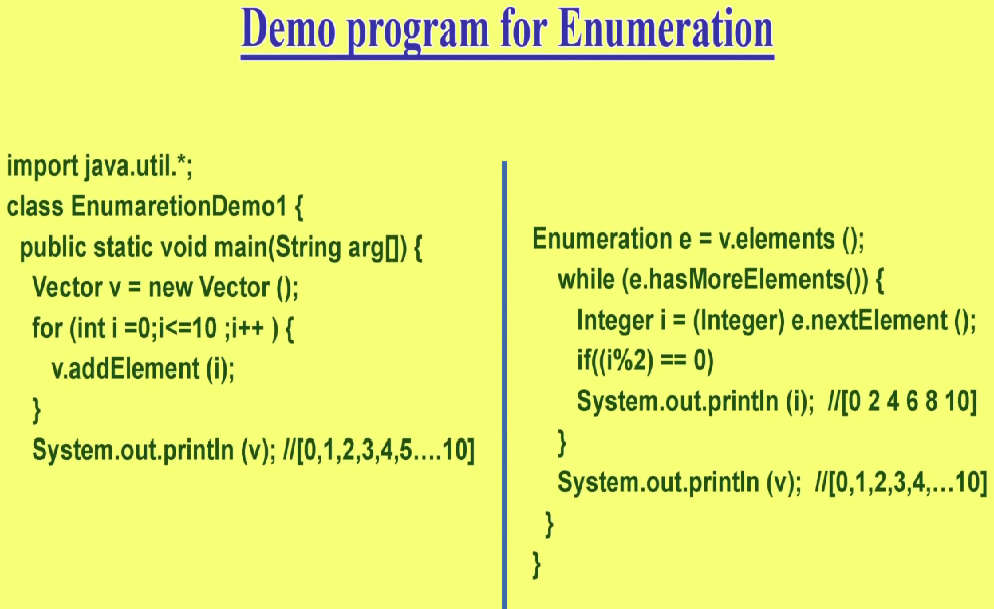 Demo program for Enumeration
import java.util.*;
class EnumaretionDemo1 {
public static void main(String arg[]) {
Vector v = new Vector ();
for (int i =0;i<=10 ;i++ ) {
v.addElement (i);
}
System.out.println (v); //[0,1,2,3,4,5....10]
Enumeration e = v.elements ();
while (e.hasMoreElements()) {
Integer i = (Integer) e.nextElement ();
if((i%2) == 0)
System.out.println (i); //[0 2 4 6 8 10]
}
System.out.println (v); //[0,1,2,3,4,...10]
}
}